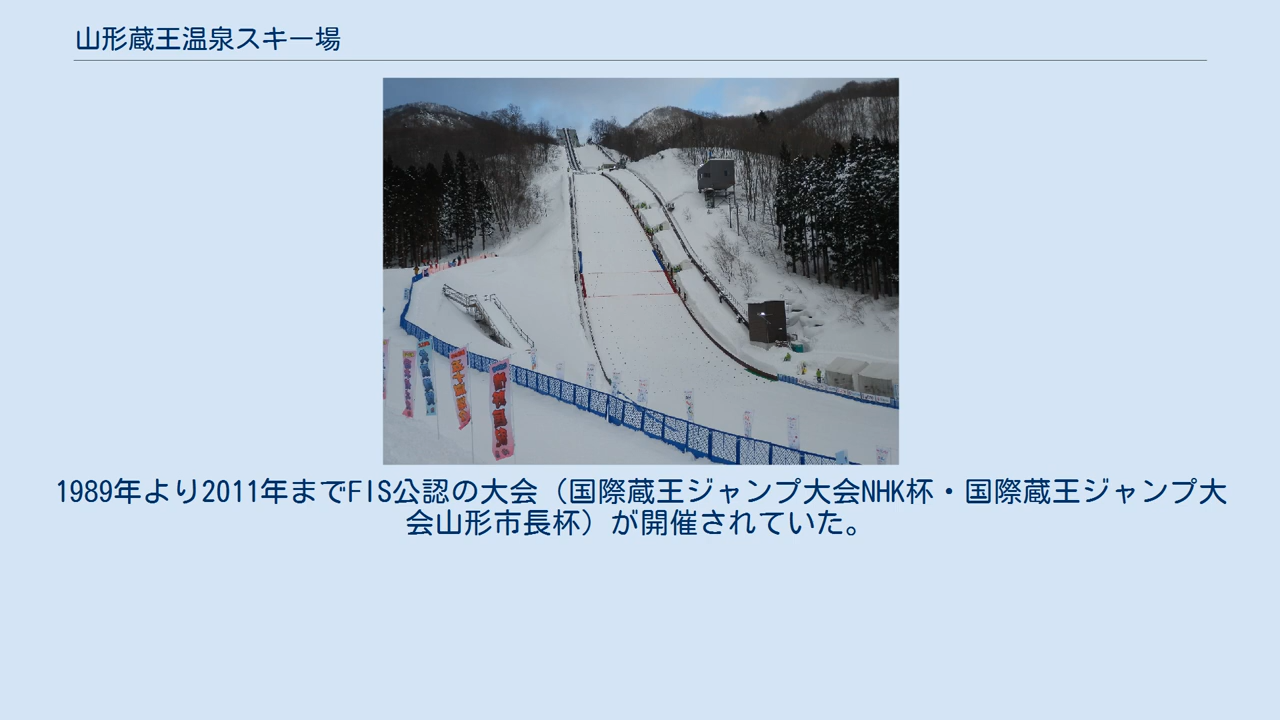 山形蔵王温泉スキー場
1989年より2011年までFIS公認の大会（国際蔵王ジャンプ大会NHK杯・国際蔵王ジャンプ大
会山形市長杯）が開催されていた。